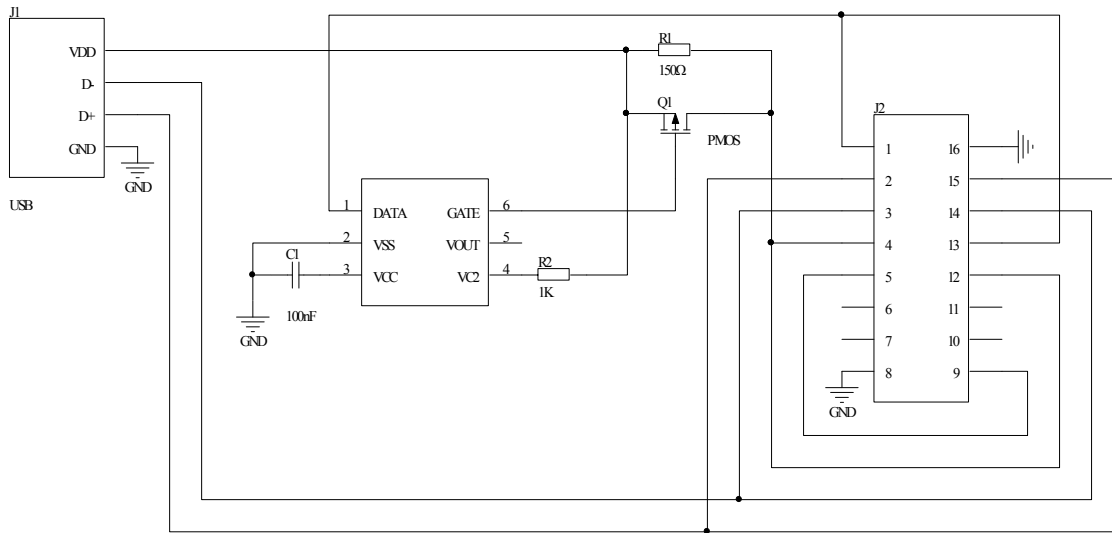 J1
VDD
D-
D+
GND
GND
USB
R1
150Ω
Q1
PMOS
1 DATA GATE 6
2 VSS VOUT 5
3 VCC VC2 4
C1
100nF
GND
R2
1K
J2
1 16
2 15
3 14
4 13
5 12
6 11
7 10
8 9
GND